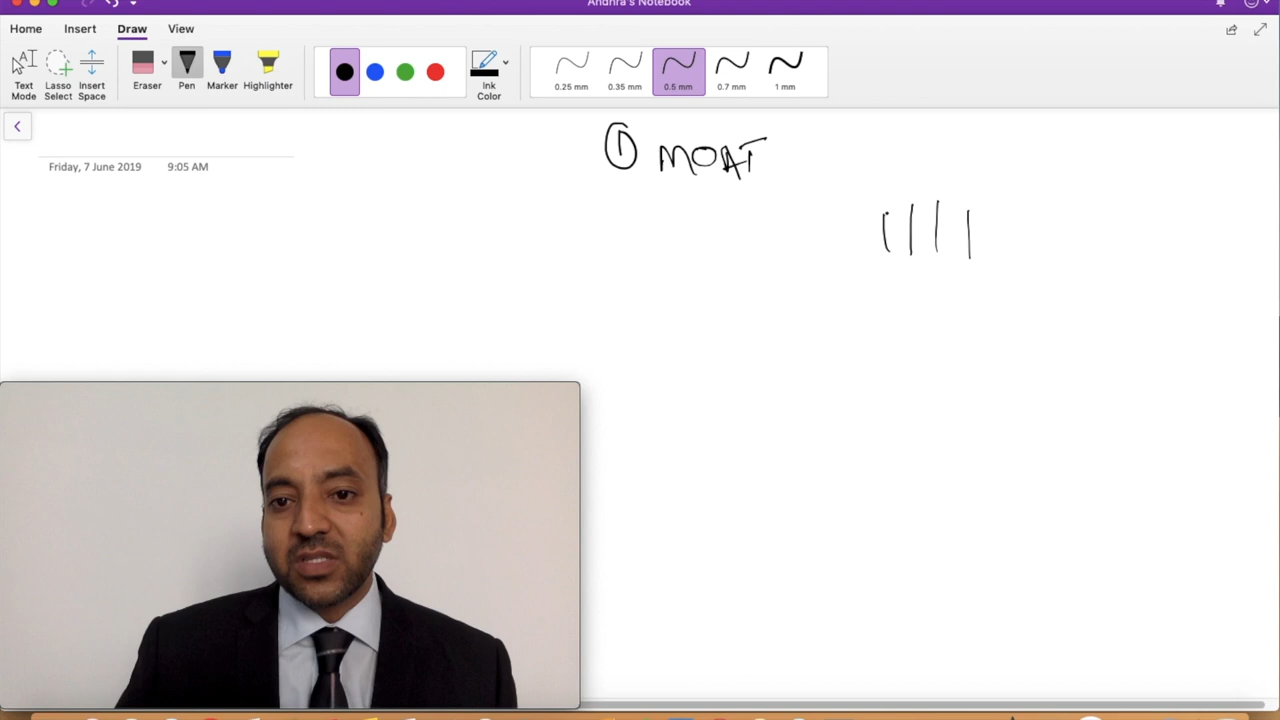 Andhra's Notebook
Home Insert Draw View
Text Mode
Lasso Select
Insert Space
Eraser
Pen
Marker
Highlighter
Ink Color
0.25 mm
0.35 mm
0.5 mm
0.7 mm
1 mm
Friday, 7 June 2019 9:05 AM
① MOAT